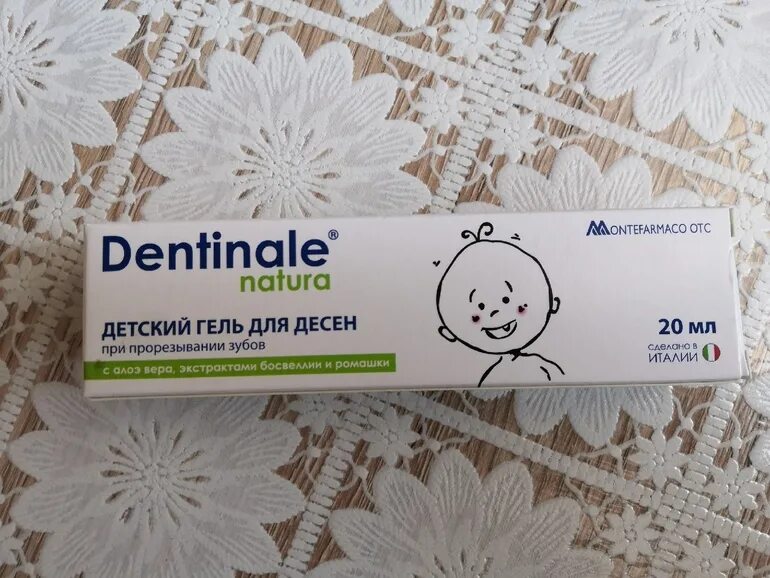 Dentinale®
natura
ДЕТСКИЙ ГЕЛЬ ДЛЯ ДЕСЕН
при прорезывании зубов
с алоэ вера, экстрактами босвеллии и ромашки
MONTEFARMACO OTC
20 мл
сделано в
ИТАЛИИ